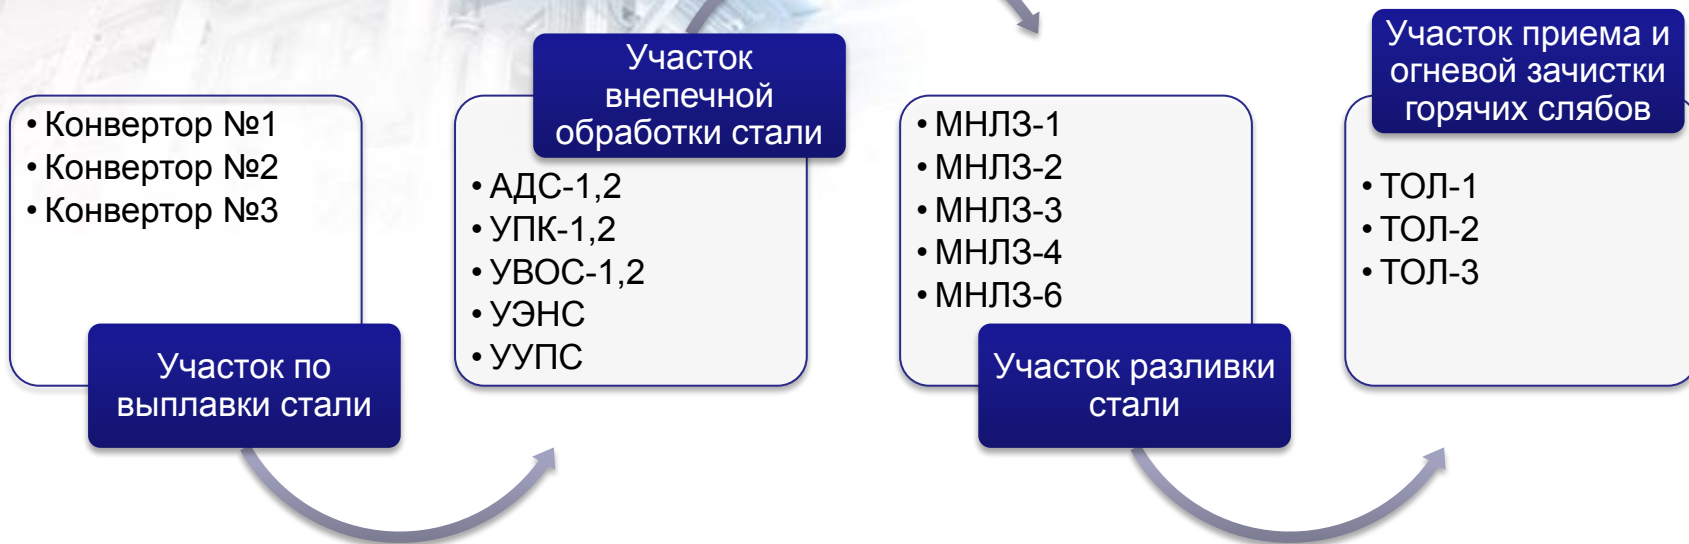 • Конвертор №1
• Конвертор №2
• Конвертор №3
Участок по
выплавки стали
Участок
внепечной
обработки стали
• АДС-1,2
• УПК-1,2
• УВОС-1,2
• УЭНС
• УУПС
• МНЛЗ-1
• МНЛЗ-2
• МНЛЗ-3
• МНЛЗ-4
• МНЛЗ-6
Участок разливки
стали
Участок приема и
огневой зачистки
горячих слябов
• ТОЛ-1
• ТОЛ-2
• ТОЛ-3